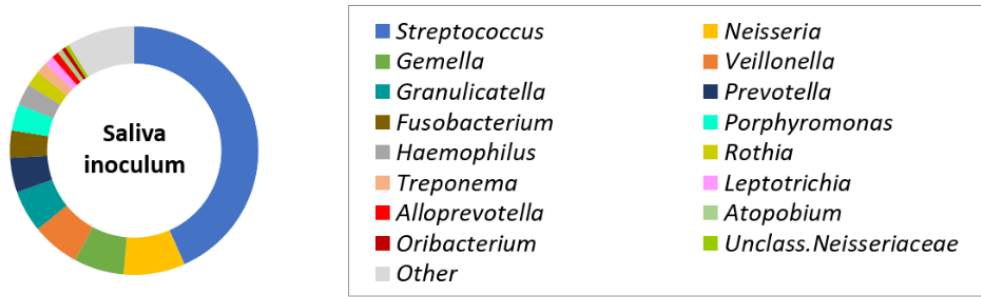 Saliva
inoculum
Streptococcus Neisseria
Gemella Veillonella
Granulicatella Prevotella
Fusobacterium Porphyromonas
Haemophilus Rothia
Treponema Leptotrichia
Alloprevotella Atopobium
Oribacterium Unclass.Neisseriaceae
Other